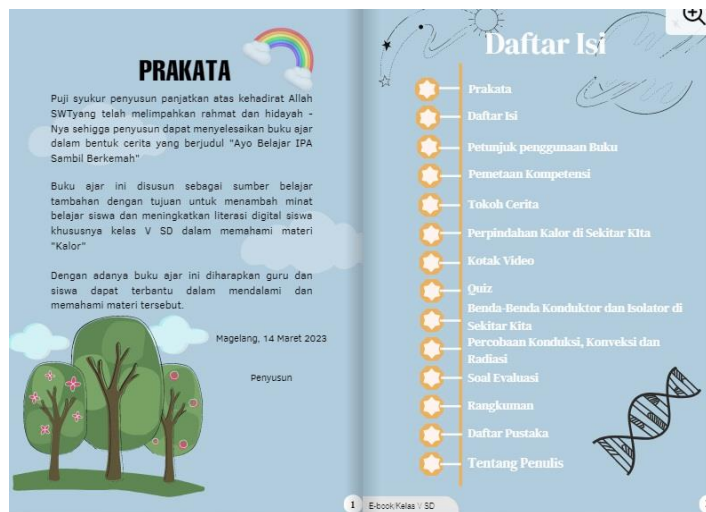 PRAKATA
Puji syukur penyusun panjatkan atas kehadirat Allah
SWTyang telah melimpahkan rahmat dan hidayah -
Nya sehigga penyusun dapat menyelesaikan buku ajar
dalam bentuk cerita yang berjudul "Ayo Belajar IPA
Sambil Berkemah"
Buku ajar ini disusun sebagai sumber belajar
tambahan dengan tujuan untuk menambah minat
belajar siswa dan meningkatkan literasi digital siswa
khususnya kelas V SD dalam memahami materi
"Kalor"
Dengan adanya buku ajar ini diharapkan guru dan
siswa dapat terbantu dalam mendalami dan
memahami materi tersebut.
Magelang, 14 Maret 2023
Penyusun
1
Daftar Isi
Prakata
Daftar Isi
Petunjuk penggunaan Buku
Pemetaan Kompetensi
Tokoh Cerita
Perpindahan Kalor di Sekitar KIta
Kotak Video
Quiz
Benda-Benda Konduktor dan Isolator di
Sekitar Kita
Percobaan Konduksi, Konveksi dan
Radiasi
Soal Evaluasi
Rangkuman
Daftar Pustaka
Tentang Penulis
E-book Kelas V SD